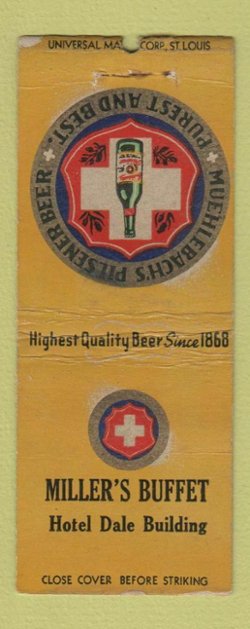 UNIVERSAL MATCH CORP., ST. LOUIS
MUEHLEBACH'S PILSENER BEER + PUREST AND BEST. +
Highest Quality Beer Since 1868
MILLER'S BUFFET
Hotel Dale Building
CLOSE COVER BEFORE STRIKING